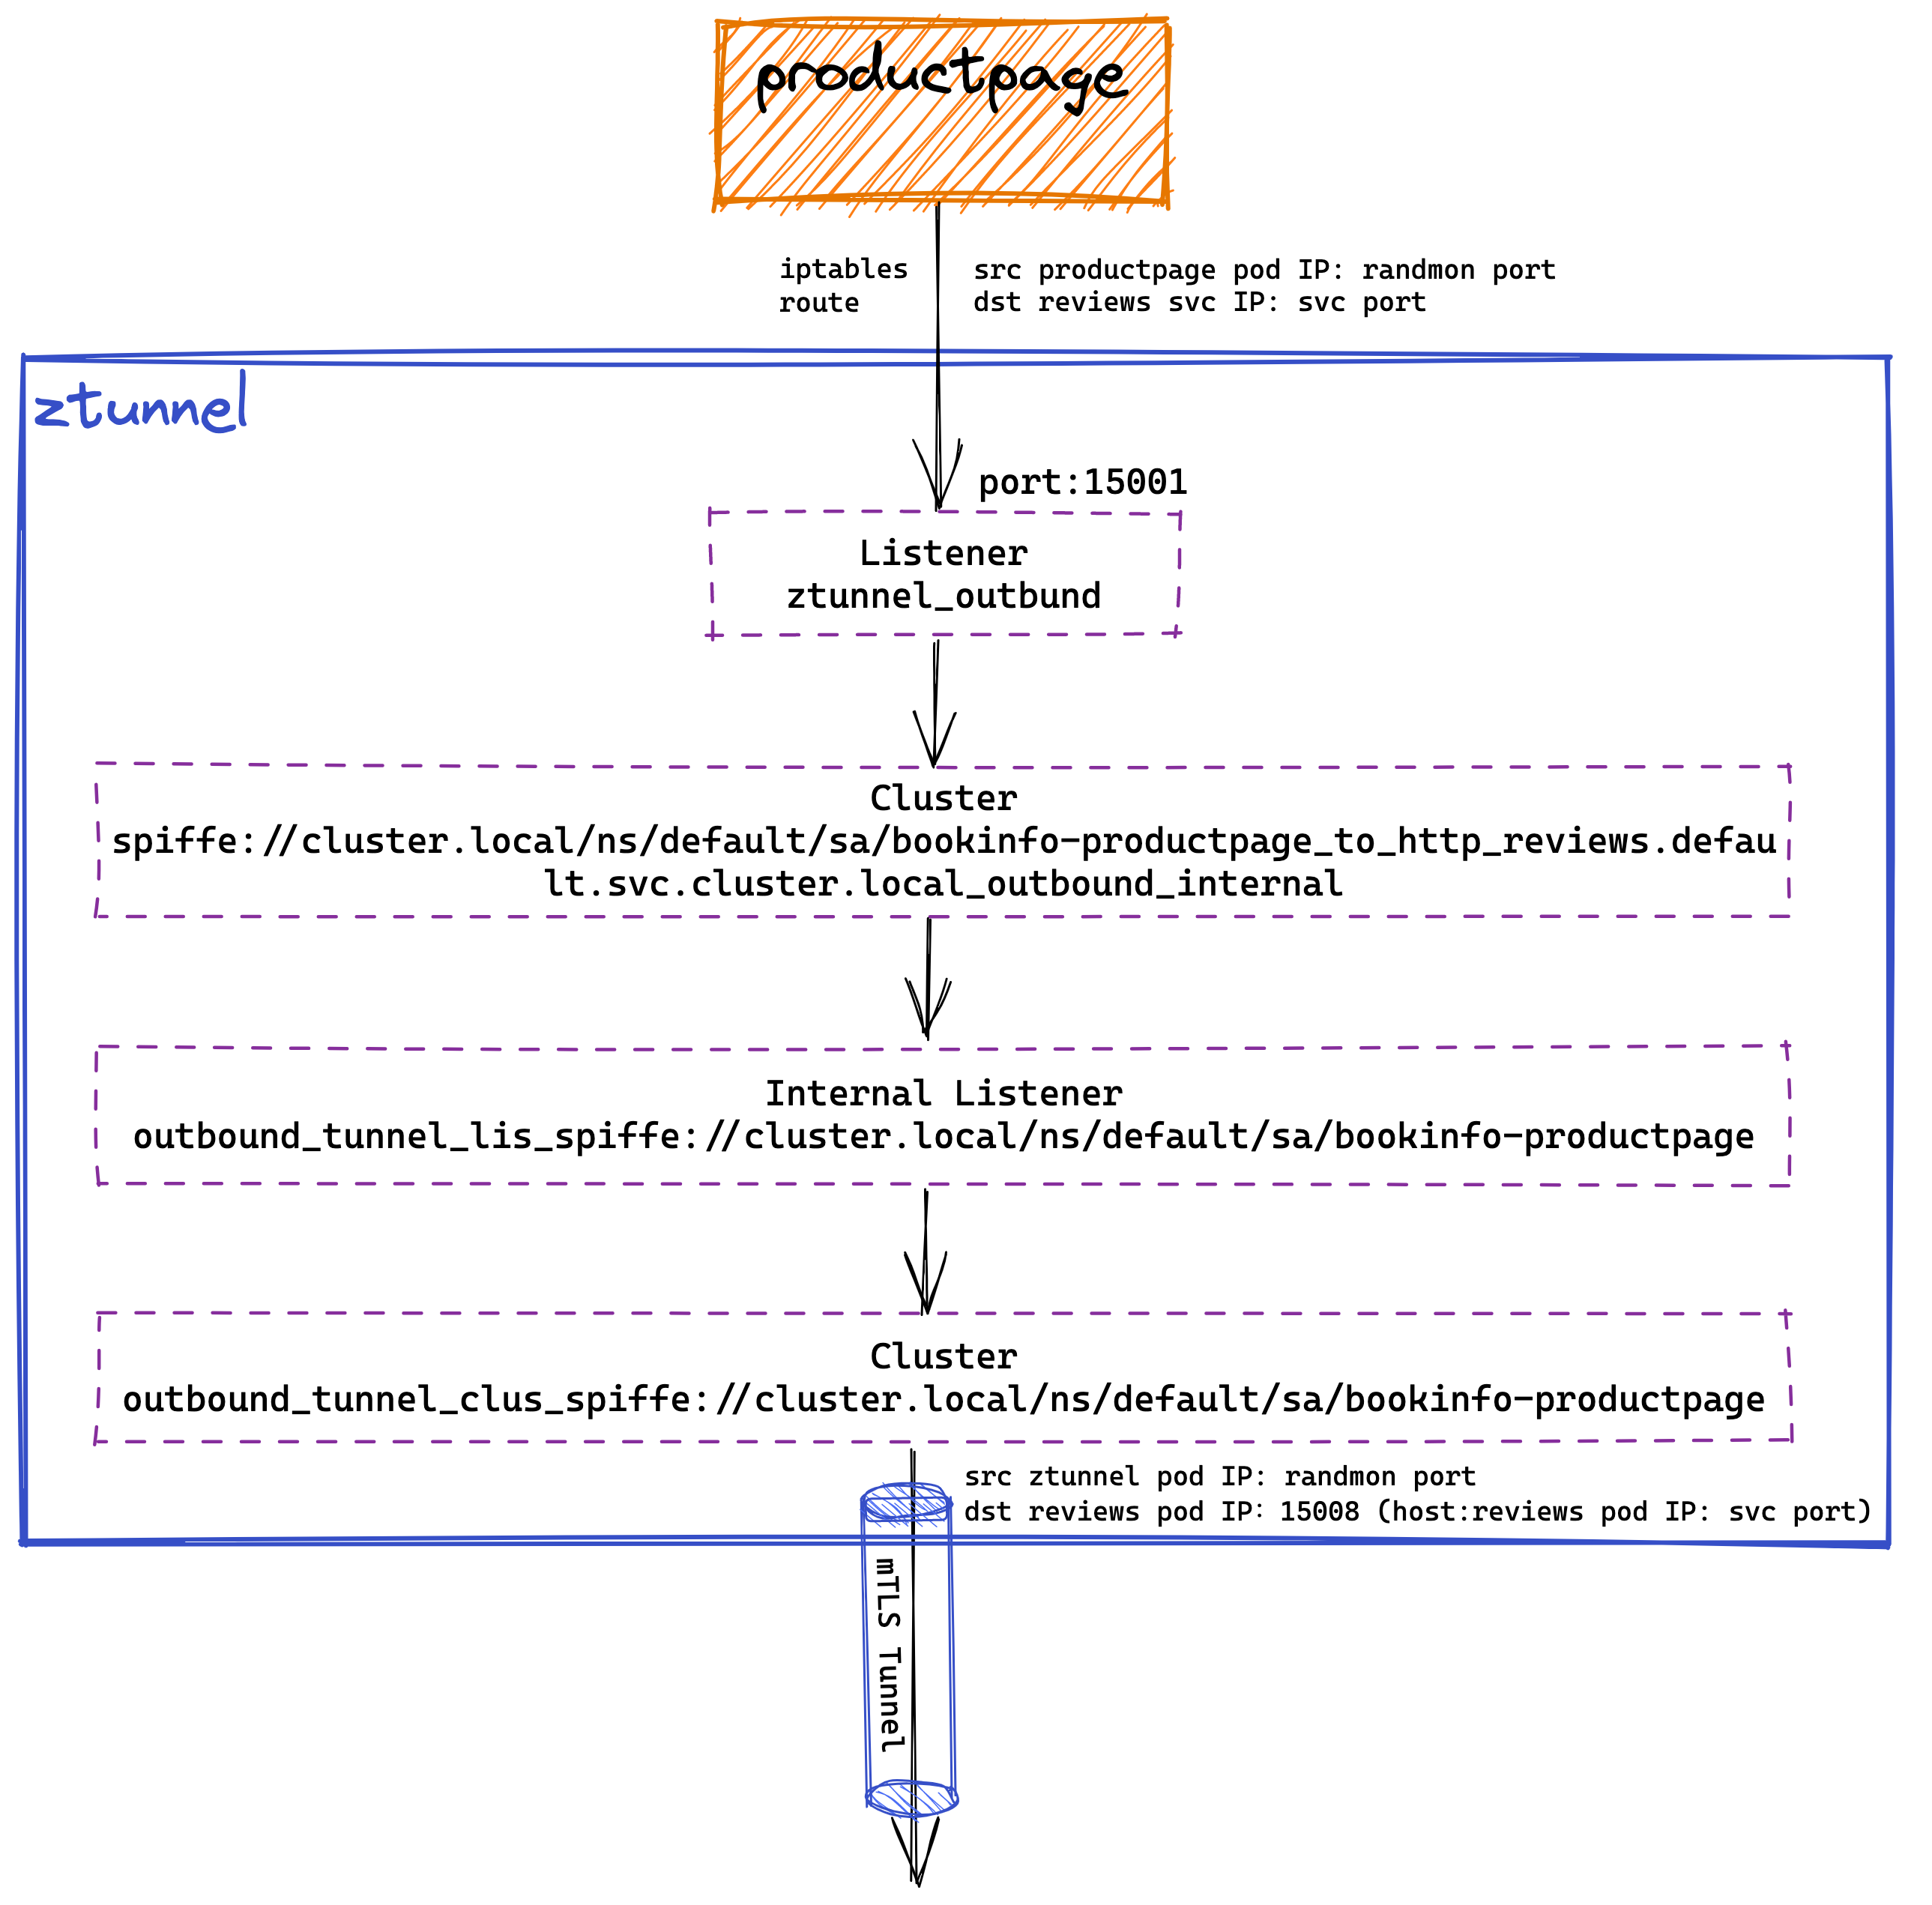 productpage
iptables
route
src productpage pod IP: randmon port
dst reviews svc IP: svc port
ztunnel
port:15001
Listener
ztunnel_outbund
Cluster
spiffe://cluster.local/ns/default/sa/bookinfo-productpage_to_http_reviews.defau
lt.svc.cluster.local_outbound_internal
Internal Listener
outbound_tunnel_lis_spiffe://cluster.local/ns/default/sa/bookinfo-productpage
Cluster
outbound_tunnel_clus_spiffe://cluster.local/ns/default/sa/bookinfo-productpage
src ztunnel pod IP: randmon port
dst reviews pod IP: 15008 (host:reviews pod IP: svc port)
mTLS Tunnel